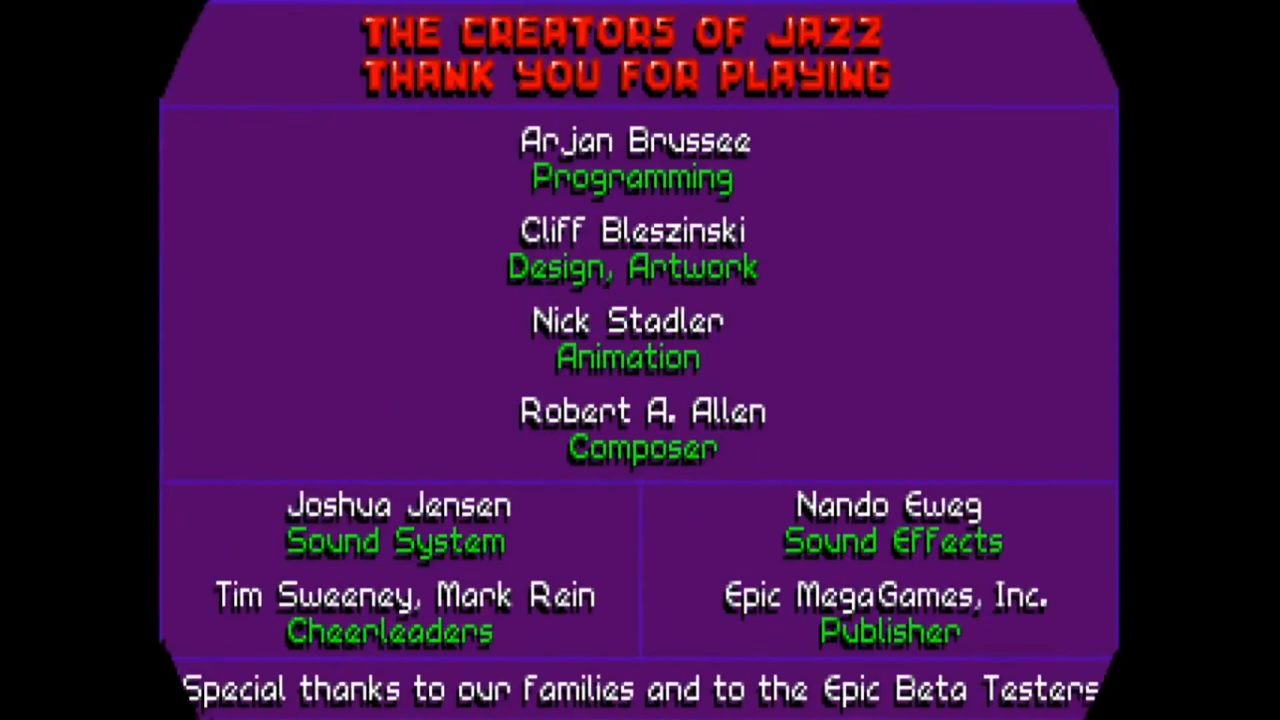 THE CREATORS OF JAZZ
THANK YOU FOR PLAYING
Arjan Brussee
Programming
Cliff Bleszinski
Design, Artwork
Nick Stadler
Animation
Robert A. Allen
Composer
Joshua Jensen
Sound System
Tim Sweeney, Mark Rein
Cheerleaders
Nando Eweg
Sound Effects
Epic MegaGames, Inc.
Publisher
Special thanks to our families and to the Epic Beta Testers